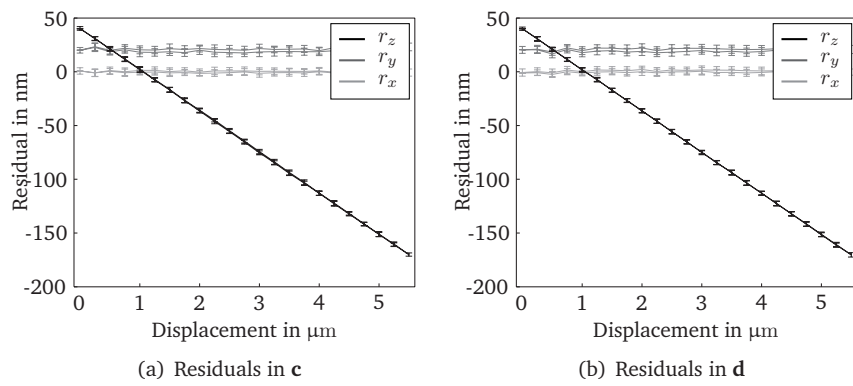 50
0
-50
-100
-150
-200
Residual in nm
0 1 2 3 4 5
Displacement in μm
r_z
r_y
r_x
(a) Residuals in c
50
0
-50
-100
-150
-200
Residual in nm
0 1 2 3 4 5
Displacement in μm
r_z
r_y
r_x
(b) Residuals in d